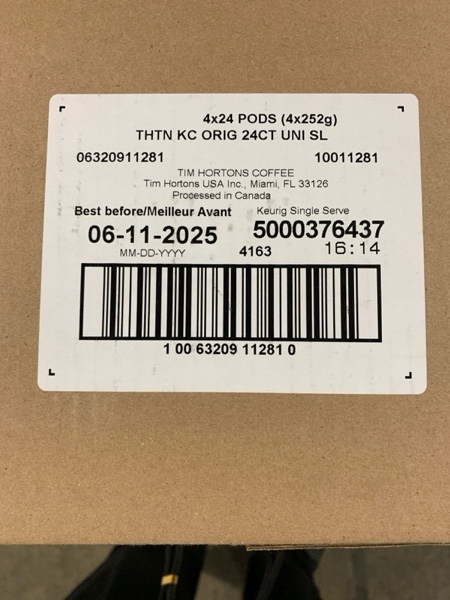 4x24 PODS (4x252g)
THTN KC ORIG 24CT UNI SL
06320911281 10011281
TIM HORTONS COFFEE
Tim Hortons USA Inc., Miami, FL 33126
Processed in Canada
Best before/Meilleur Avant Keurig Single Serve
06-11-2025 5000376437
MM-DD-YYYY 4163 16:14
1 00 63209 11281 0